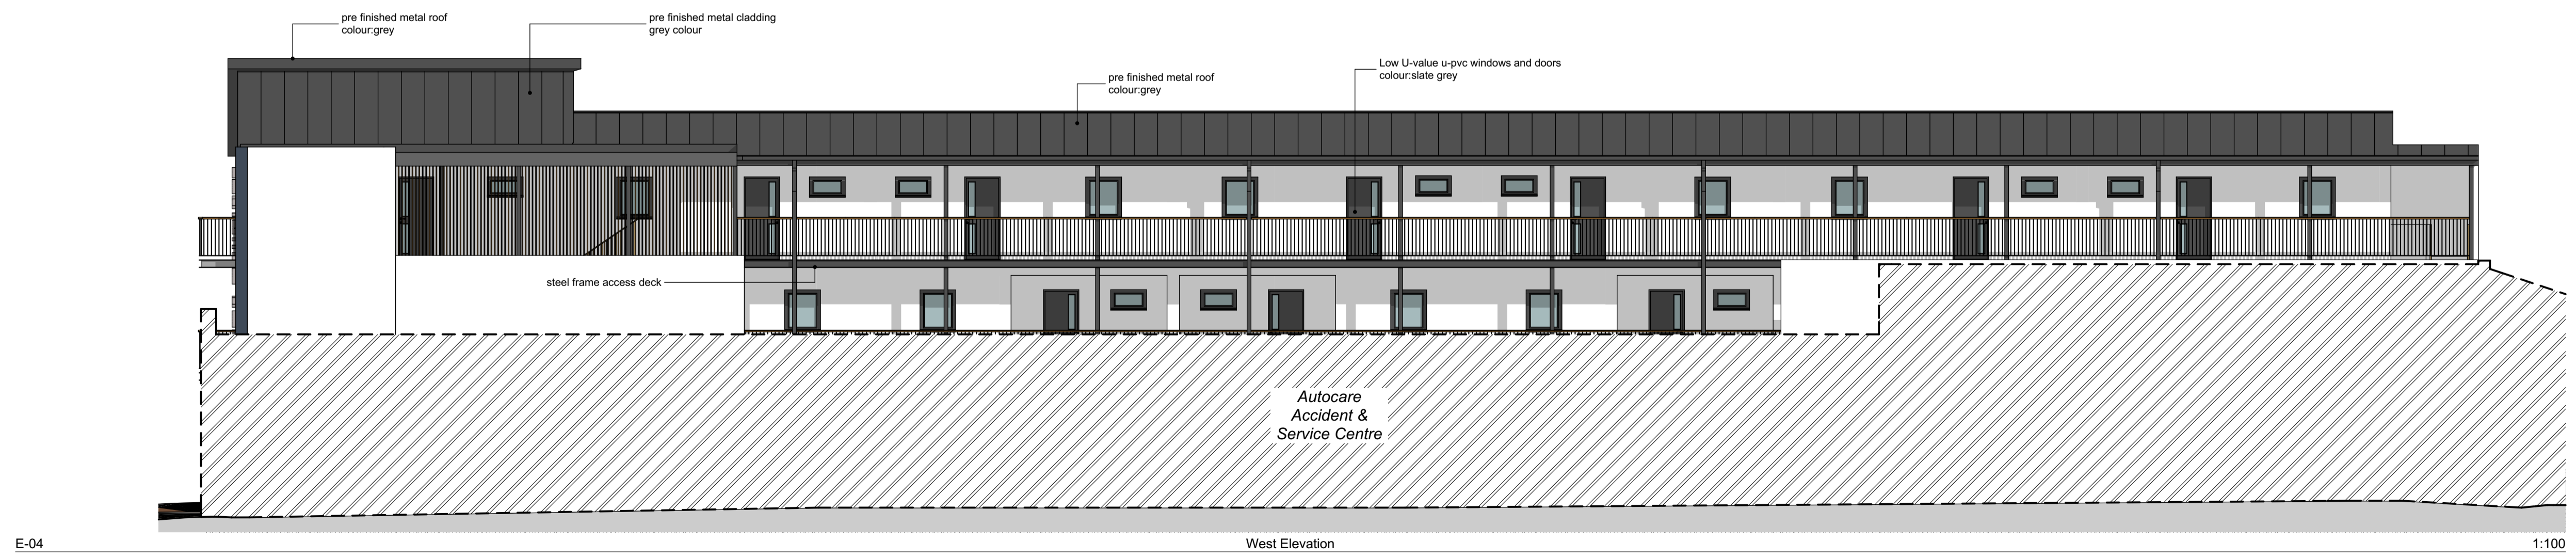 pre finished metal roof
colour:grey
pre finished metal cladding
grey colour
Low U-value u-pvc windows and doors
colour:slate grey
pre finished metal roof
colour:grey
steel frame access deck
Autocare
Accident &
Service Centre
E-04
West Elevation
1:100